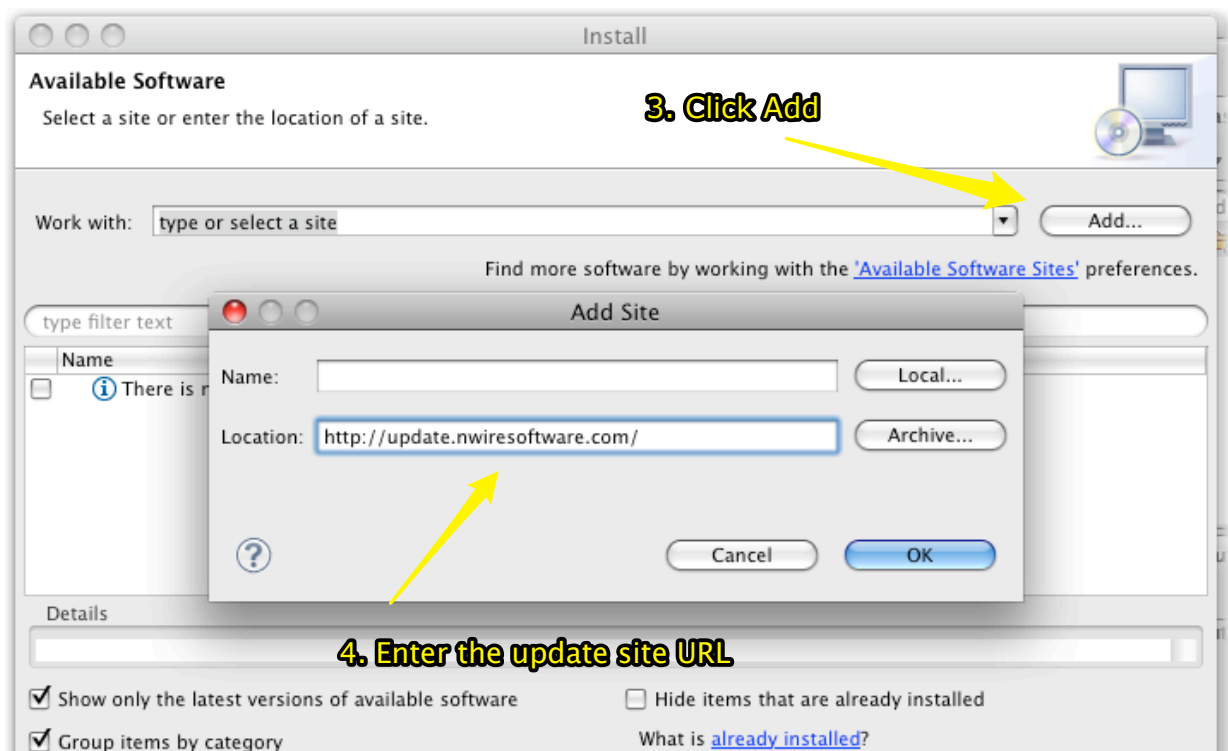 Install
Available Software
Select a site or enter the location of a site.
3. Click Add
Work with: type or select a site Add...
Find more software by working with the 'Available Software Sites' preferences.
type filter text
Add Site
Name
There is
Name: Local...
Location: http://update.nwiresoftware.com/ Archive...
? Cancel OK
Details
4. Enter the update site URL
Show only the latest versions of available software Hide items that are already installed
Group items by category What is already installed?